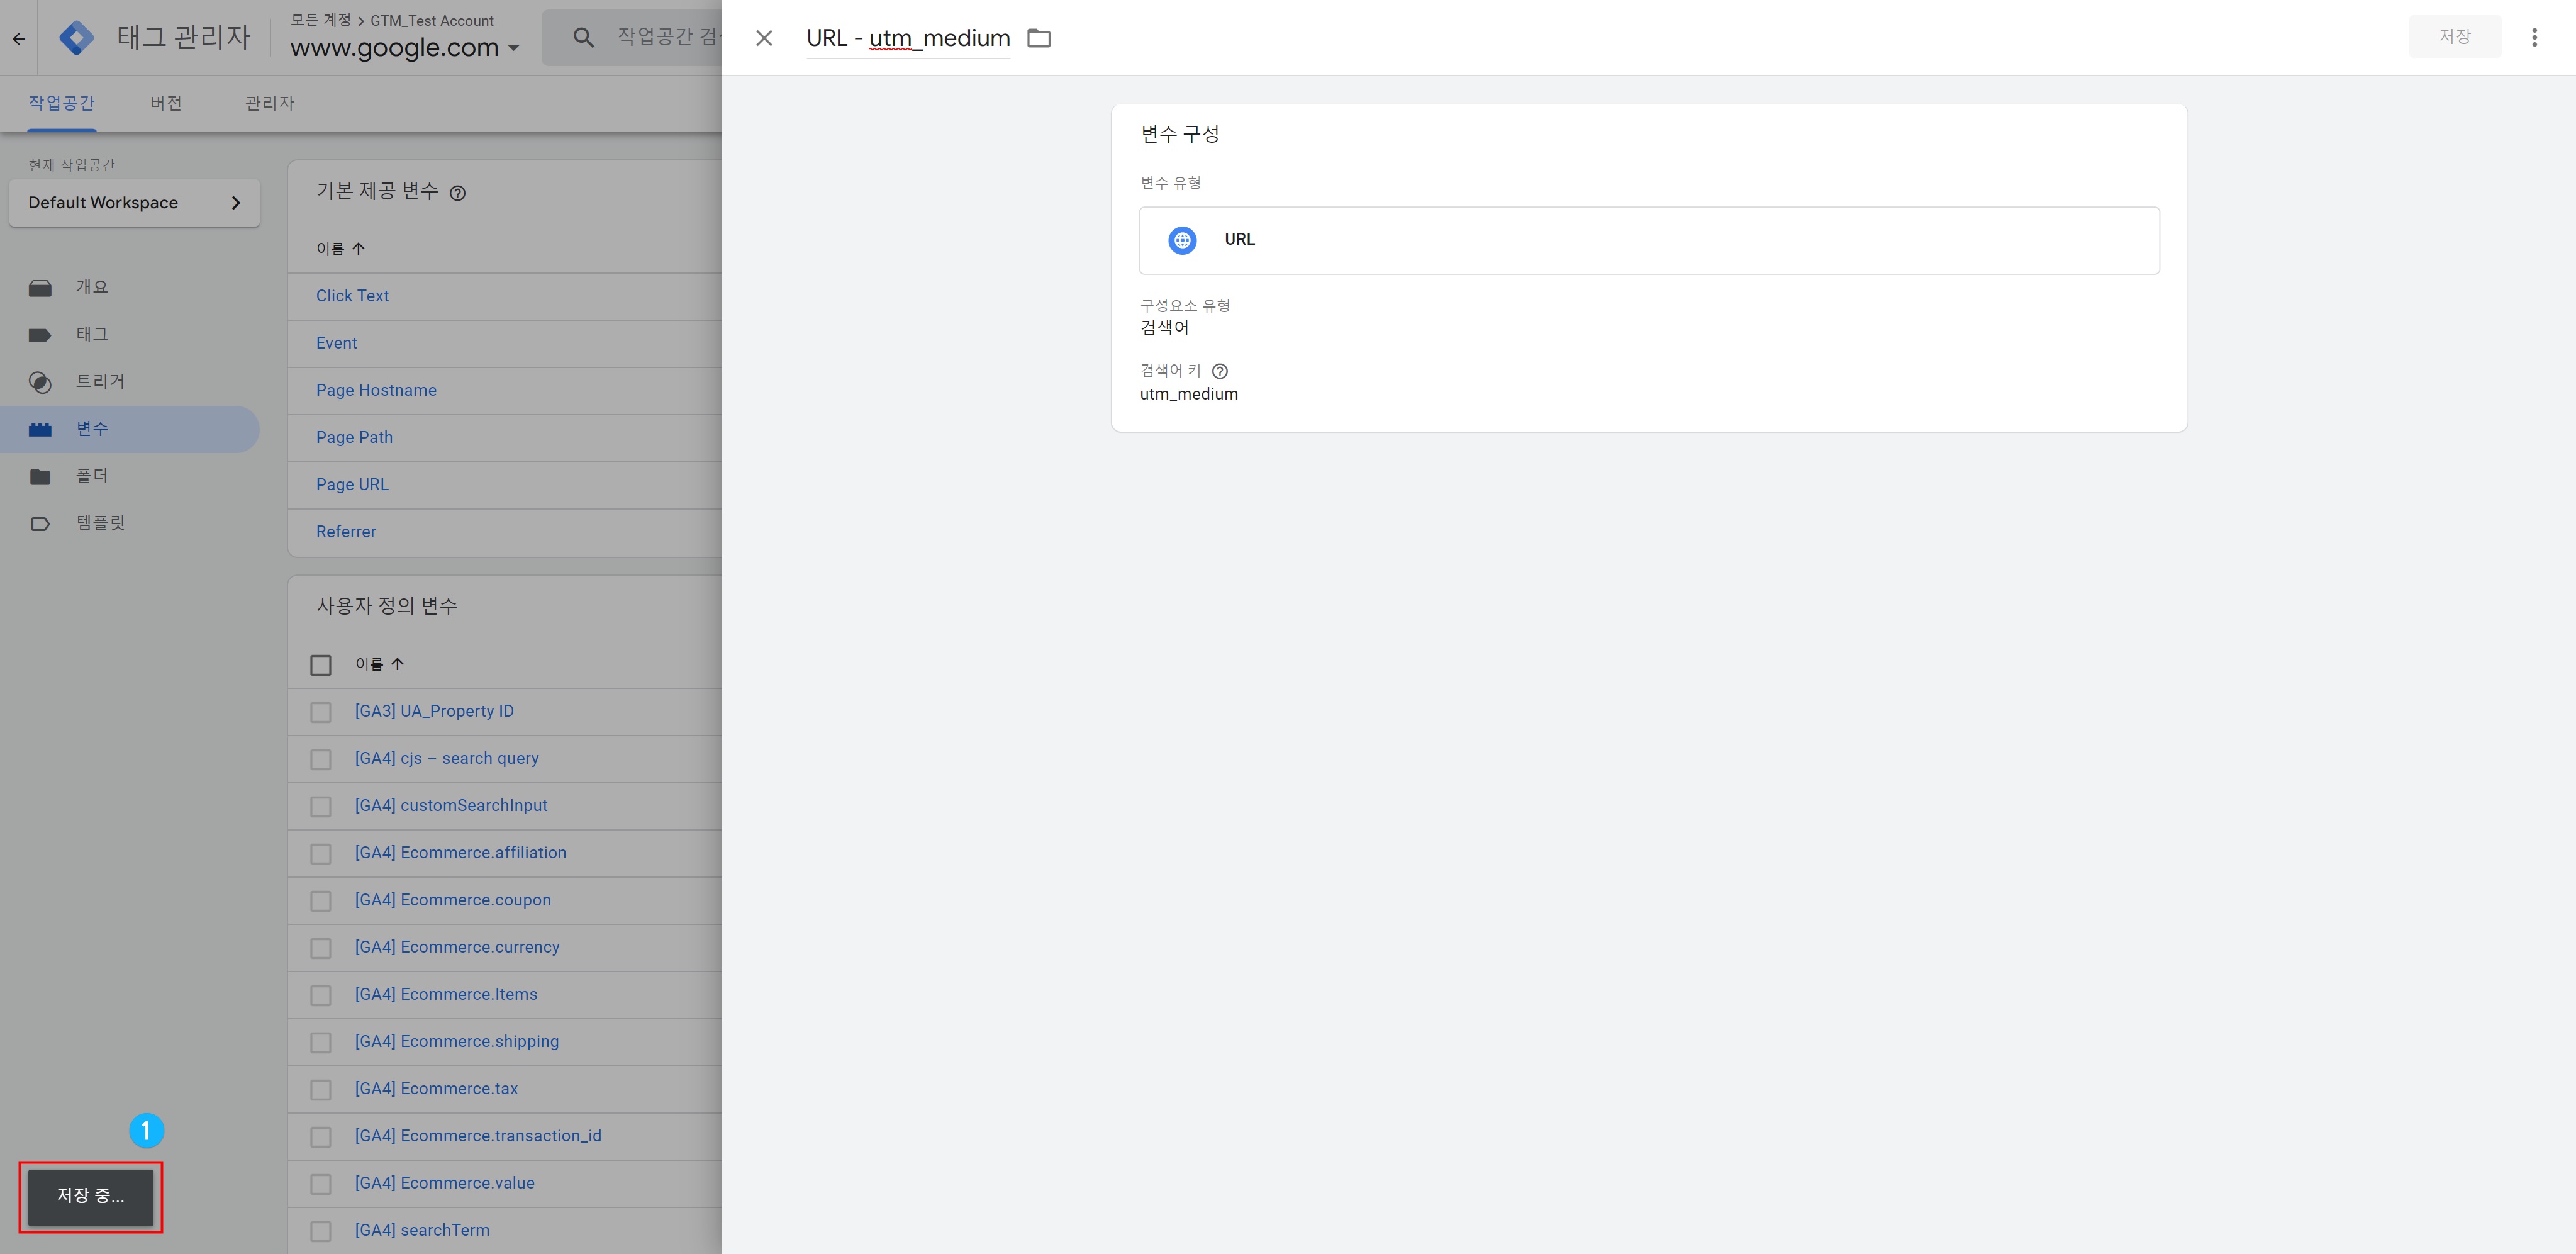 태그 관리자
모든 계정 > GTM_Test Account
www.google.com
작업공간 검
작업공간
버전
관리자
현재 작업공간
Default Workspace
개요
태그
트리거
변수
폴더
템플릿
기본 제공 변수
이름
Click Text
Event
Page Hostname
Page Path
Page URL
Referrer
사용자 정의 변수
이름
[GA3] UA_Property ID
[GA4] cjs – search query
[GA4] customSearchInput
[GA4] Ecommerce.affiliation
[GA4] Ecommerce.coupon
[GA4] Ecommerce.currency
[GA4] Ecommerce.Items
[GA4] Ecommerce.shipping
[GA4] Ecommerce.tax
[GA4] Ecommerce.transaction_id
[GA4] Ecommerce.value
[GA4] searchTerm
1
저장 중...
URL - utm_medium
저장
변수 구성
변수 유형
URL
구성요소 유형
검색어
검색어 키
utm_medium